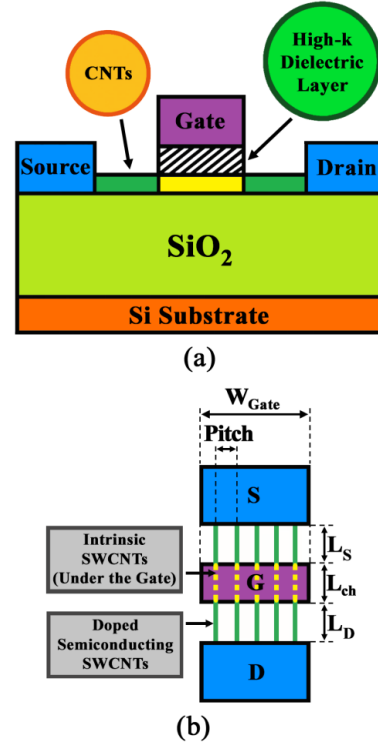 CNTs
High-k
Dielectric
Layer
Gate
Source
Drain
SiO2
Si Substrate
(a)
WGate
Pitch
S
Intrinsic
SWCNTs
(Under the Gate)
G
Doped
Semiconducting
SWCNTs
D
LS
Lch
LD
(b)